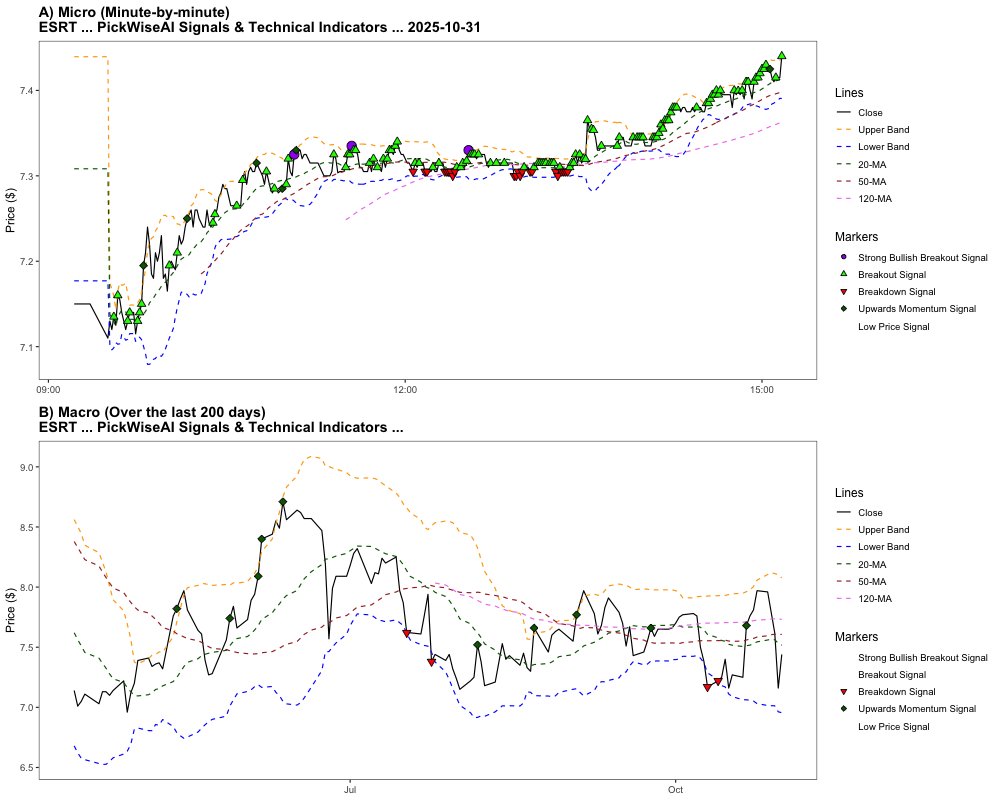 A) Micro (Minute-by-minute)
ESRT ... PickWiseAI Signals & Technical Indicators ... 2025-10-31
Price ($)
7.4
7.3
7.2
7.1
09:00
12:00
15:00
Lines
Close
Upper Band
Lower Band
20-MA
50-MA
120-MA
Markers
Strong Bullish Breakout Signal
Breakout Signal
Breakdown Signal
Upwards Momentum Signal
Low Price Signal
B) Macro (Over the last 200 days)
ESRT ... PickWiseAI Signals & Technical Indicators ...
Price ($)
9.0
8.5
8.0
7.5
7.0
6.5
Jul
Oct
Lines
Close
Upper Band
Lower Band
20-MA
50-MA
120-MA
Markers
Strong Bullish Breakout Signal
Breakout Signal
Breakdown Signal
Upwards Momentum Signal
Low Price Signal